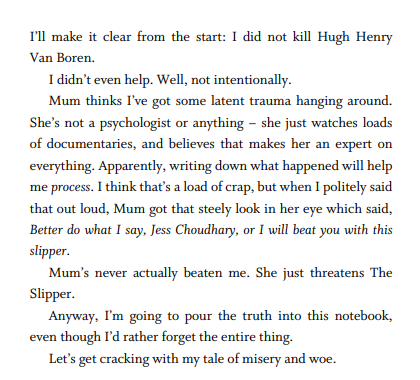 I'll make it clear from the start: I did not kill Hugh Henry
Van Boren.
I didn't even help. Well, not intentionally.
Mum thinks I've got some latent trauma hanging around.
She's not a psychologist or anything – she just watches loads
of documentaries, and believes that makes her an expert on
everything. Apparently, writing down what happened will help
me process. I think that's a load of crap, but when I politely said
that out loud, Mum got that steely look in her eye which said,
Better do what I say, Jess Choudhary, or I will beat you with this
slipper.
Mum's never actually beaten me. She just threatens The
Slipper.
Anyway, I'm going to pour the truth into this notebook,
even though I'd rather forget the entire thing.
Let's get cracking with my tale of misery and woe.